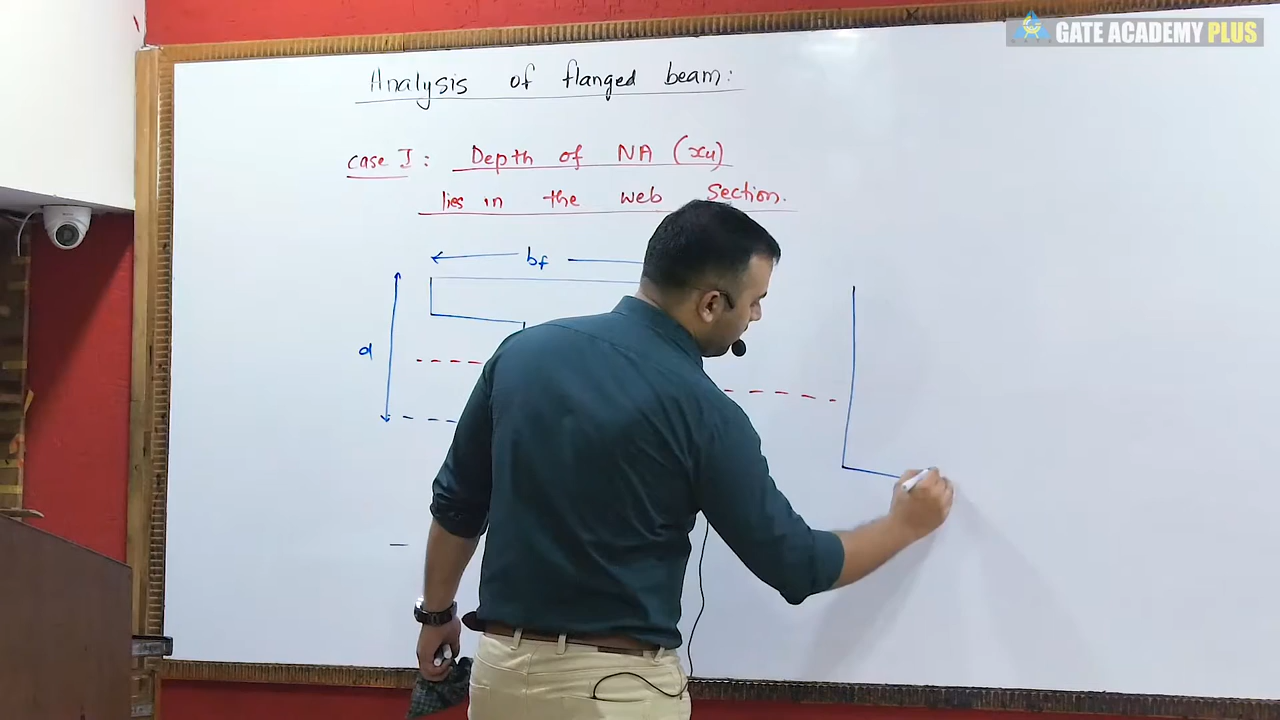 GATE ACADEMY PLUS
Analysis of flanged beam:
case I: Depth of NA (xu)
lies in the web section.
bf
d